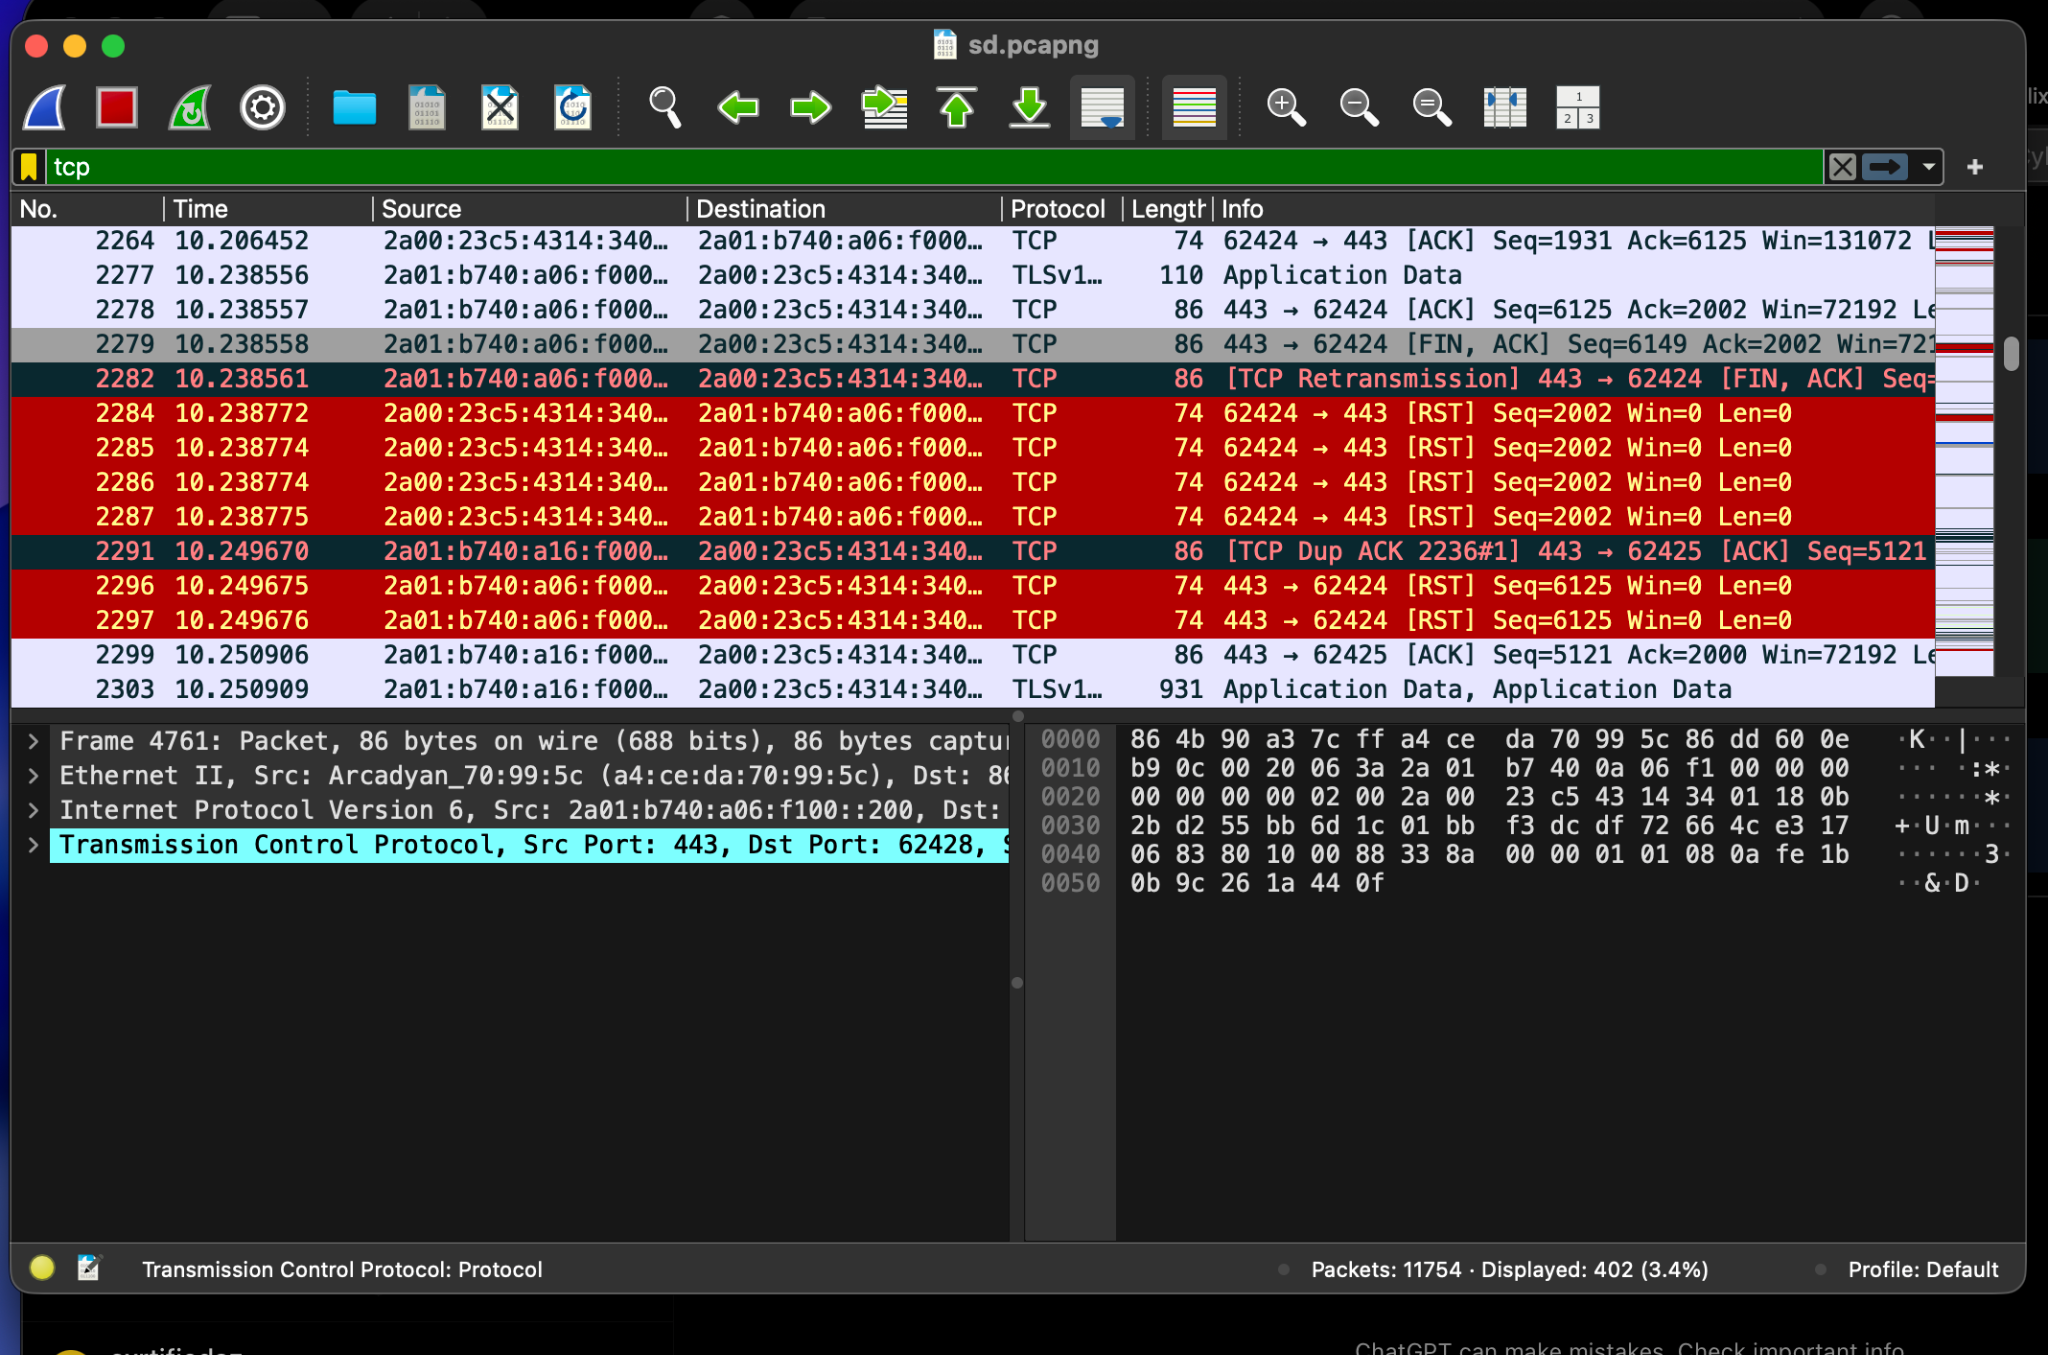 sd.pcapng
tcp
No. Time Source Destination Protocol Length Info
2264 10.206452 2a00:23c5:4314:340… 2a01:b740:a06:f000… TCP 74 62424 → 443 [ACK] Seq=1931 Ack=6125 Win=131072 L
2277 10.238556 2a01:b740:a06:f000… 2a00:23c5:4314:340… TLSv1… 110 Application Data
2278 10.238557 2a01:b740:a06:f000… 2a00:23c5:4314:340… TCP 86 443 → 62424 [ACK] Seq=6125 Ack=2002 Win=72192 Le
2279 10.238558 2a01:b740:a06:f000… 2a00:23c5:4314:340… TCP 86 443 → 62424 [FIN, ACK] Seq=6149 Ack=2002 Win=721
2282 10.238561 2a01:b740:a06:f000… 2a00:23c5:4314:340… TCP 86 [TCP Retransmission] 443 → 62424 [FIN, ACK] Seq=
2284 10.238772 2a00:23c5:4314:340… 2a01:b740:a06:f000… TCP 74 62424 → 443 [RST] Seq=2002 Win=0 Len=0
2285 10.238774 2a00:23c5:4314:340… 2a01:b740:a06:f000… TCP 74 62424 → 443 [RST] Seq=2002 Win=0 Len=0
2286 10.238774 2a00:23c5:4314:340… 2a01:b740:a06:f000… TCP 74 62424 → 443 [RST] Seq=2002 Win=0 Len=0
2287 10.238775 2a00:23c5:4314:340… 2a01:b740:a06:f000… TCP 74 62424 → 443 [RST] Seq=2002 Win=0 Len=0
2291 10.249670 2a01:b740:a16:f000… 2a00:23c5:4314:340… TCP 86 [TCP Dup ACK 2236#1] 443 → 62425 [ACK] Seq=5121
2296 10.249675 2a01:b740:a06:f000… 2a00:23c5:4314:340… TCP 74 443 → 62424 [RST] Seq=6125 Win=0 Len=0
2297 10.249676 2a01:b740:a06:f000… 2a00:23c5:4314:340… TCP 74 443 → 62424 [RST] Seq=6125 Win=0 Len=0
2299 10.250906 2a01:b740:a16:f000… 2a00:23c5:4314:340… TCP 86 443 → 62425 [ACK] Seq=5121 Ack=2000 Win=72192 Le
2303 10.250909 2a01:b740:a16:f000… 2a00:23c5:4314:340… TLSv1… 931 Application Data, Application Data
Frame 4761: Packet, 86 bytes on wire (688 bits), 86 bytes captu
Ethernet II, Src: Arcadyan_70:99:5c (a4:ce:da:70:99:5c), Dst: 86
Internet Protocol Version 6, Src: 2a01:b740:a06:f100::200, Dst:
Transmission Control Protocol, Src Port: 443, Dst Port: 62428, S
0000 86 4b 90 a3 7c ff a4 ce da 70 99 5c 86 dd 60 0e ·K··|···
0010 b9 0c 00 20 06 3a 2a 01 b7 40 0a 06 f1 00 00 00 ··· ·:*·
0020 00 00 00 00 02 00 2a 00 23 c5 43 14 34 01 18 0b ······*·
0030 2b d2 55 bb 6d 1c 01 bb f3 dc df 72 66 4c e3 17 +·U·m···
0040 06 83 80 10 00 88 33 8a 00 00 01 01 08 0a fe 1b ······3·
0050 0b 9c 26 1a 44 0f ··&·D·
Transmission Control Protocol: Protocol
Packets: 11754 · Displayed: 402 (3.4%)
Profile: Default
ChatGPT can make mistakes. Check important info.